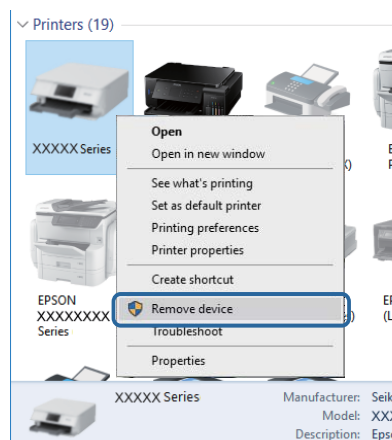 Printers (19)
XXXXX Series
Open
Open in new window
See what's printing
Set as default printer
Printing preferences
Printer properties
Create shortcut
Remove device
Troubleshoot
Properties
EPSON
XXXXXXXX
Series
XXXXX Series
Manufacturer:
Model:
Description: